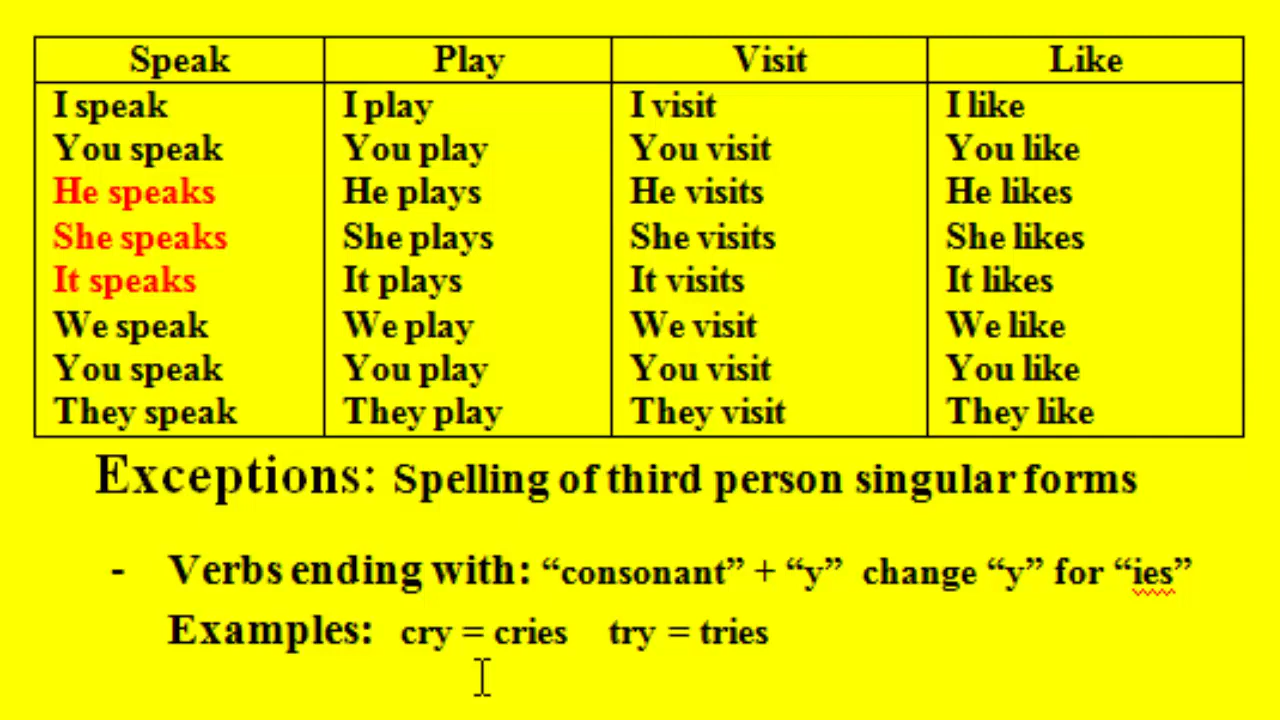 Speak Play Visit Like
I speak I play I visit I like
You speak You play You visit You like
He speaks He plays He visits He likes
She speaks She plays She visits She likes
It speaks It plays It visits It likes
We speak We play We visit We like
You speak You play You visit You like
They speak They play They visit They like
Exceptions: Spelling of third person singular forms
- Verbs ending with: “consonant” + “y” change “y” for “ies”
Examples: cry = cries try = tries